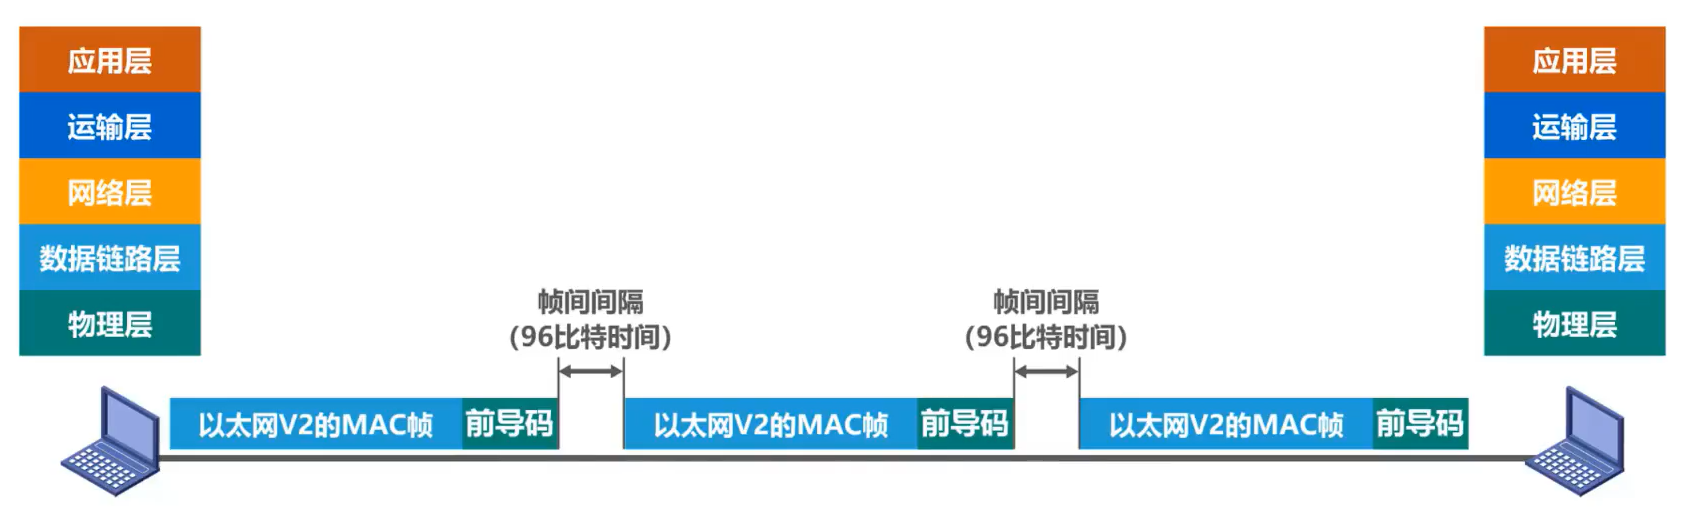 应用层
运输层
网络层
数据链路层
物理层
应用层
运输层
网络层
数据链路层
物理层
帧间间隔
（96比特时间）
帧间间隔
（96比特时间）
以太网V2的MAC帧 前导码
以太网V2的MAC帧 前导码
以太网V2的MAC帧 前导码